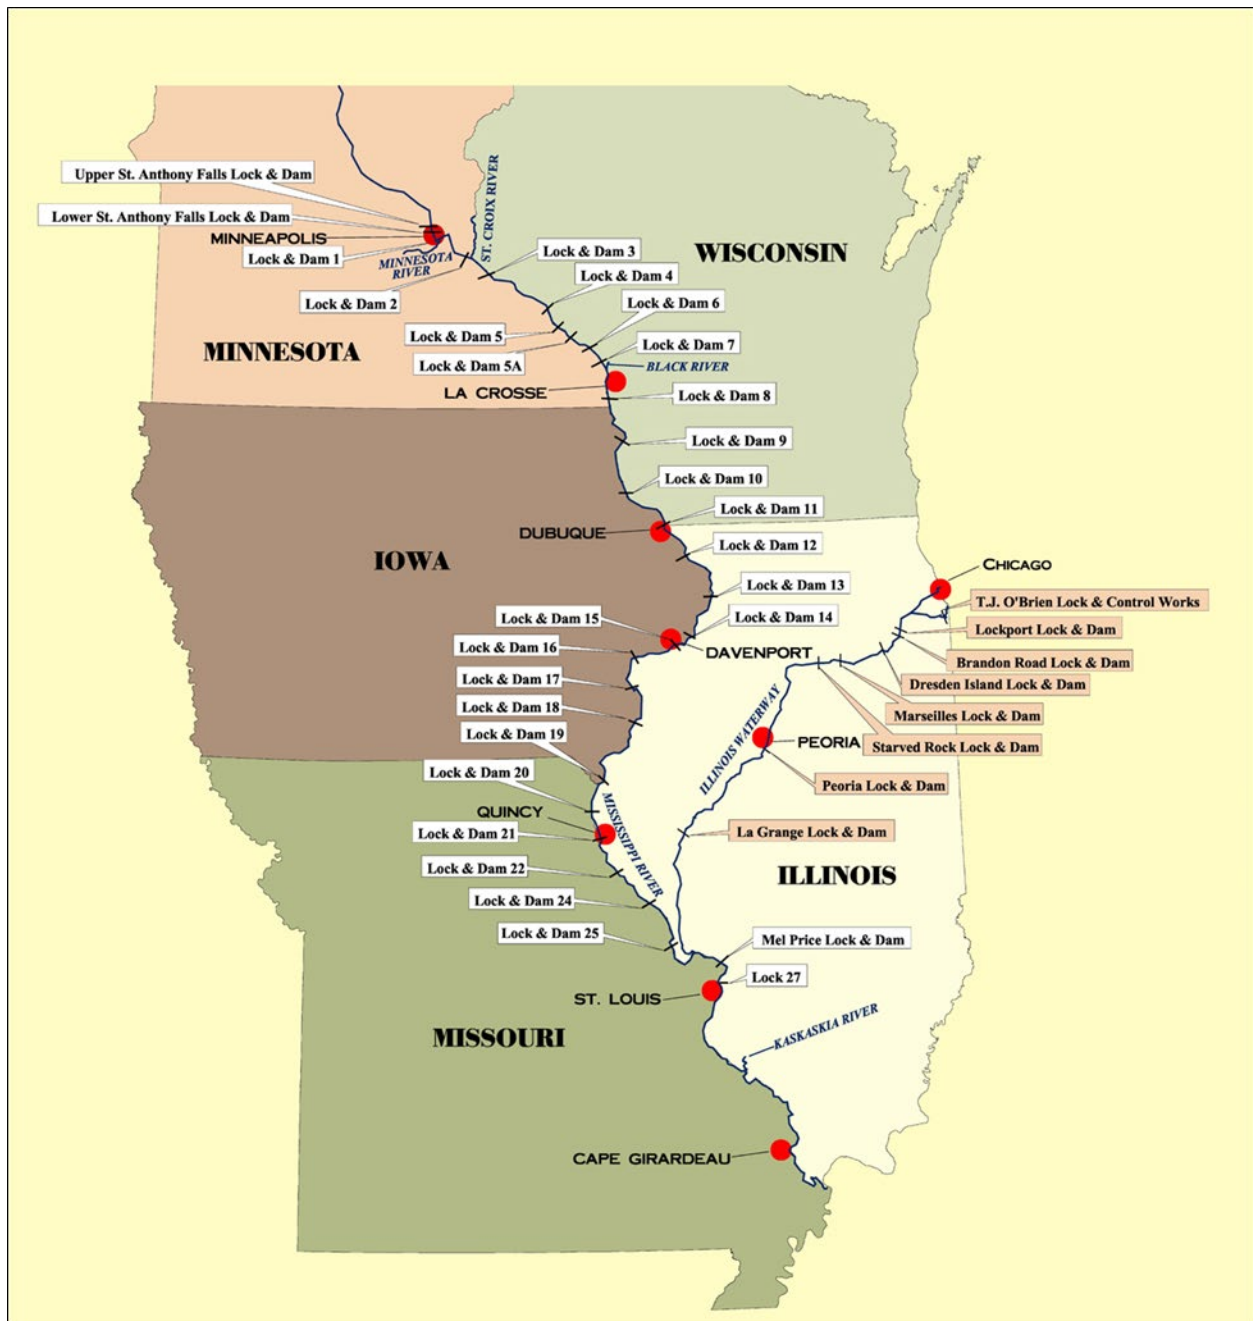 Upper St. Anthony Falls Lock & Dam
Lower St. Anthony Falls Lock & Dam
MINNEAPOLIS
Lock & Dam 1
MINNESOTA
RIVER
ST. CROIX RIVER
Lock & Dam 2
Lock & Dam 3
WISCONSIN
Lock & Dam 4
Lock & Dam 6
Lock & Dam 5
Lock & Dam 7
MINNESOTA
Lock & Dam 5A
BLACK RIVER
LA CROSSE
Lock & Dam 8
Lock & Dam 9
Lock & Dam 10
Lock & Dam 11
DUBUQUE
Lock & Dam 12
IOWA
CHICAGO
Lock & Dam 13
T.J. O'Brien Lock & Control Works
Lock & Dam 15
Lock & Dam 14
Lockport Lock & Dam
Lock & Dam 16
DAVENPORT
Brandon Road Lock & Dam
Lock & Dam 17
Dresden Island Lock & Dam
Lock & Dam 18
Marseilles Lock & Dam
Lock & Dam 19
ILLINOIS WATERWAY
PEORIA
Starved Rock Lock & Dam
Lock & Dam 20
Peoria Lock & Dam
QUINCY
MISSISSIPPI RIVER
Lock & Dam 21
La Grange Lock & Dam
Lock & Dam 22
ILLINOIS
Lock & Dam 24
Lock & Dam 25
Mel Price Lock & Dam
Lock 27
ST. LOUIS
MISSOURI
KASKASKIA RIVER
CAPE GIRARDEAU